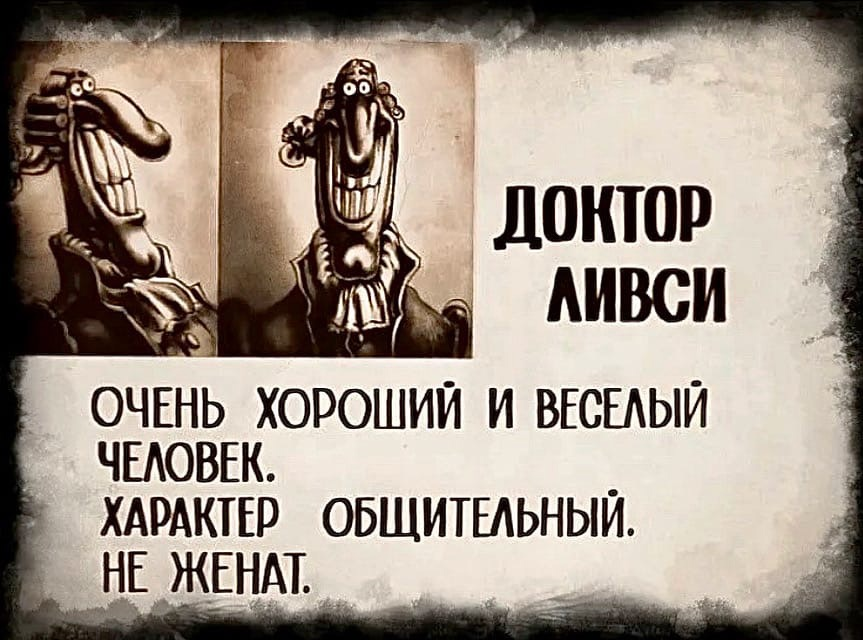 ДОКТОР
ЛИВСИ
ОЧЕНЬ ХОРОШИЙ И ВЕСЕЛЫЙ
ЧЕЛОВЕК.
ХАРАКТЕР ОБЩИТЕЛЬНЫЙ.
НЕ ЖЕНАТ.